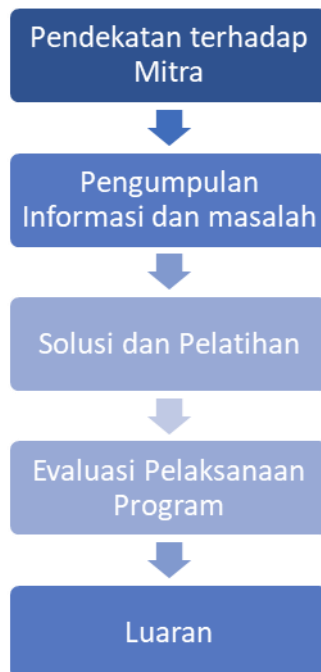 Pendekatan terhadap
Mitra
Pengumpulan
Informasi dan masalah
Solusi dan Pelatihan
Evaluasi Pelaksanaan
Program
Luaran